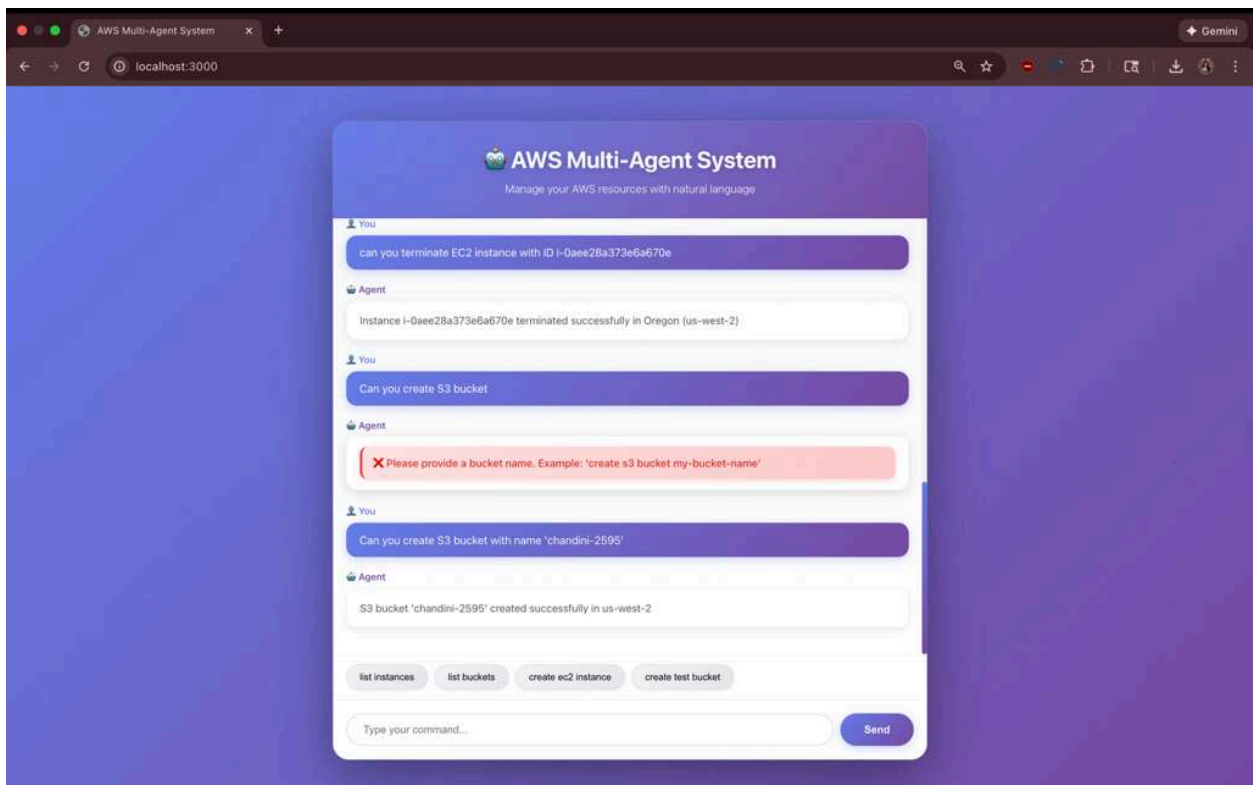 AWS Multi-Agent System
Gemini
localhost:3000
AWS Multi-Agent System
Manage your AWS resources with natural language
You
can you terminate EC2 instance with ID i-0aee28a373e6a670e
Agent
Instance i-0aee28a373e6a670e terminated successfully in Oregon (us-west-2)
You
Can you create S3 bucket
Agent
Please provide a bucket name. Example: 'create s3 bucket my-bucket-name'
You
Can you create S3 bucket with name 'chandini-2595'
Agent
S3 bucket 'chandini-2595' created successfully in us-west-2
list instances
list buckets
create ec2 instance
create test bucket
Type your command...
Send